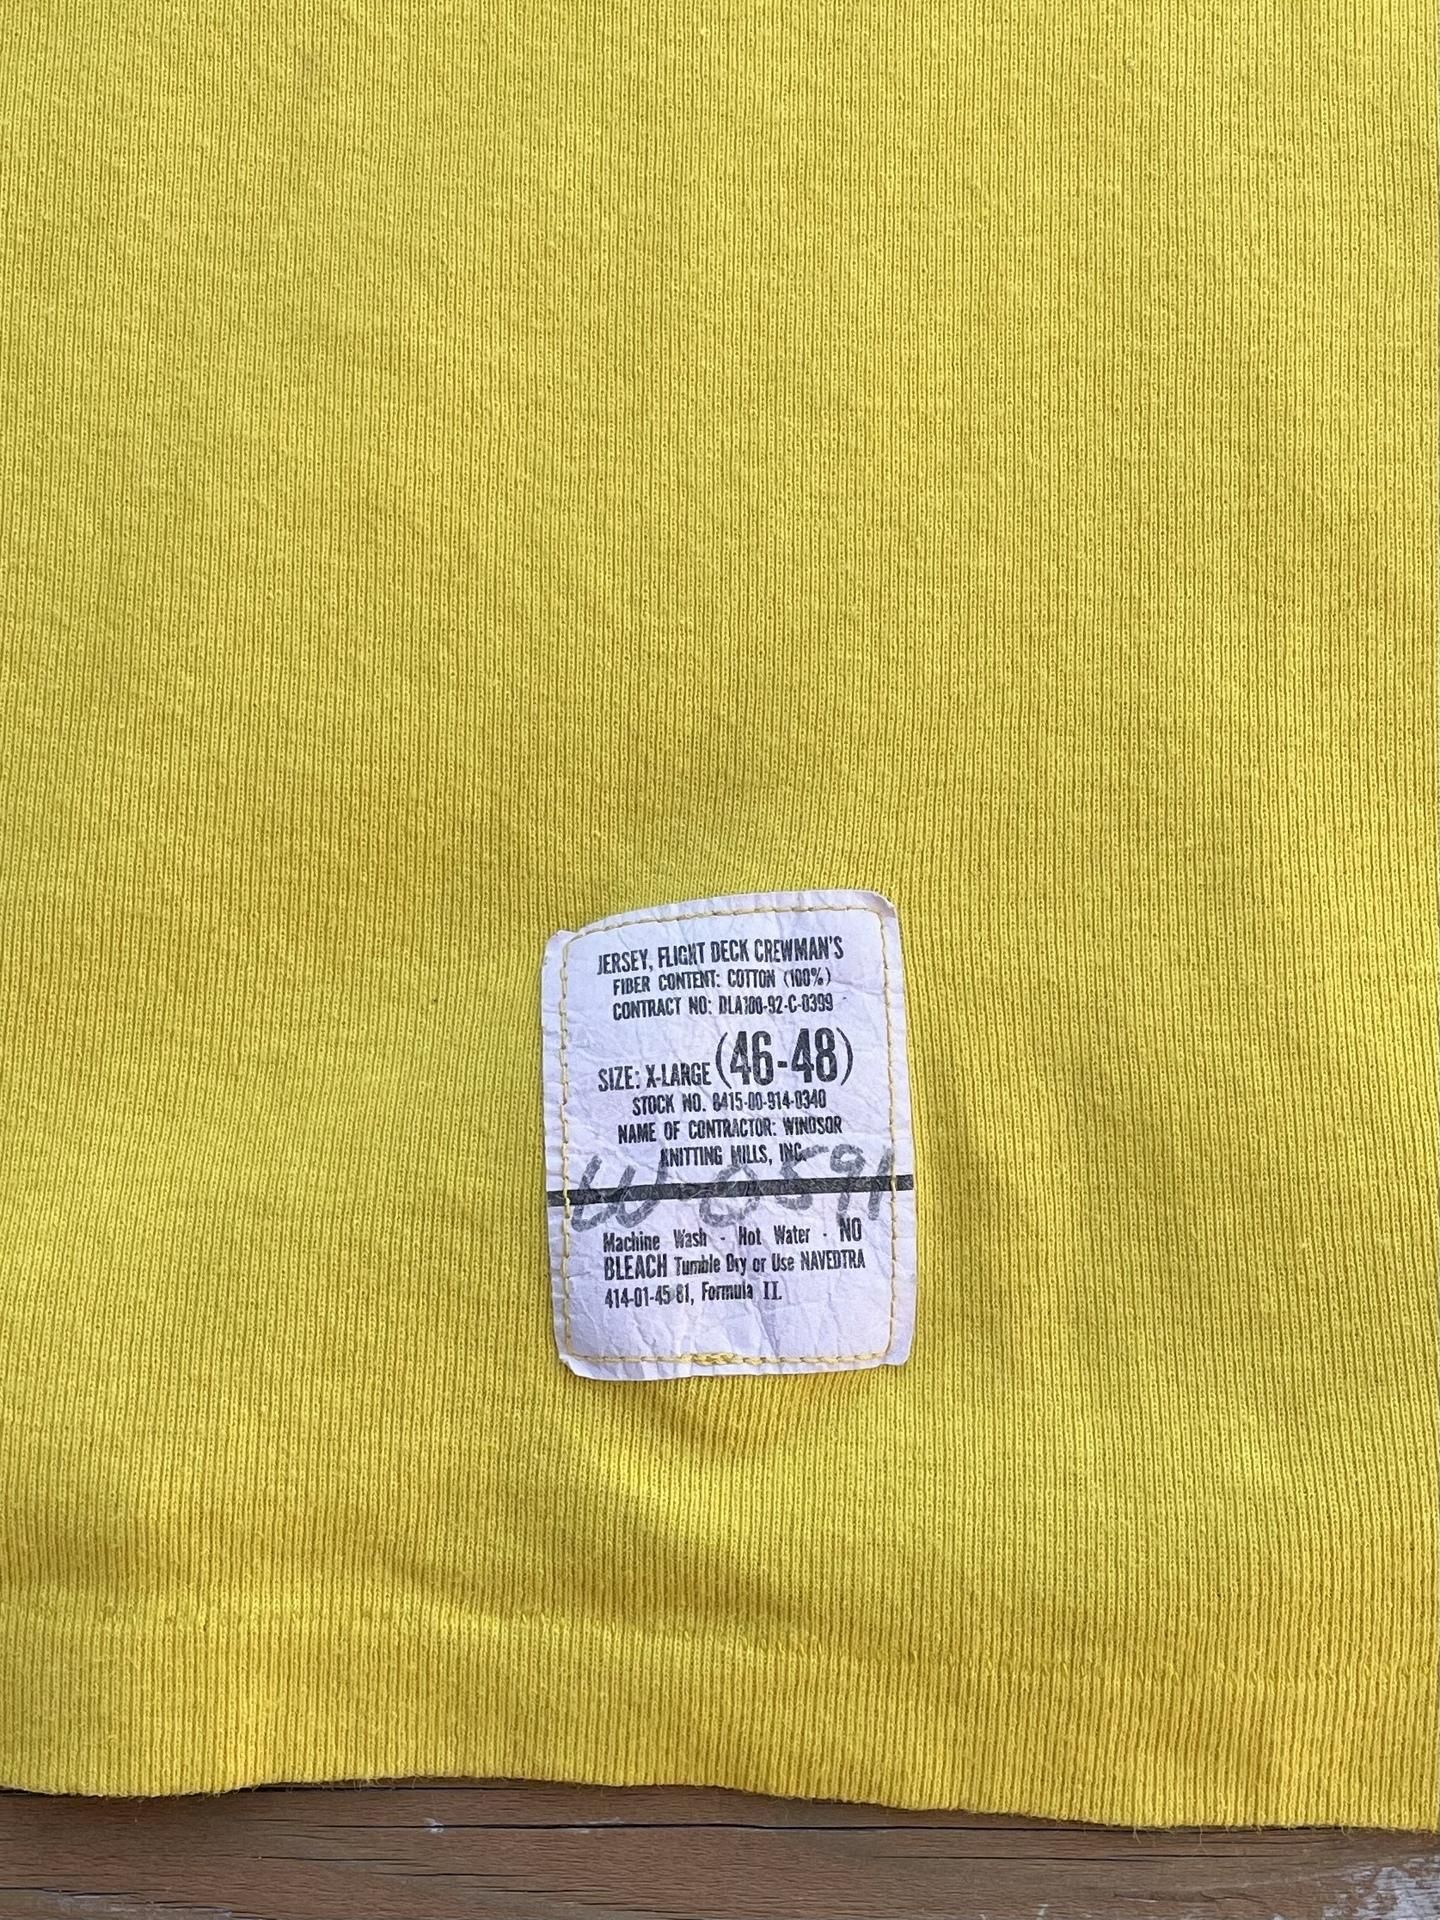 JERSEY, FLIGHT DECK CREWMAN'S
FIBER CONTENT: COTTON (100%)
CONTRACT NO: DLA100-92-C-0399
SIZE: X-LARGE (46-48)
STOCK NO. 8415-00-914-0340
NAME OF CONTRACTOR: WINDSOR
KNITTING MILLS, INC.
W-0591
Machine Wash - Hot Water - NO
BLEACH Tumble Dry or Use NAVEDTRA
414-01-45-81, Formula II.